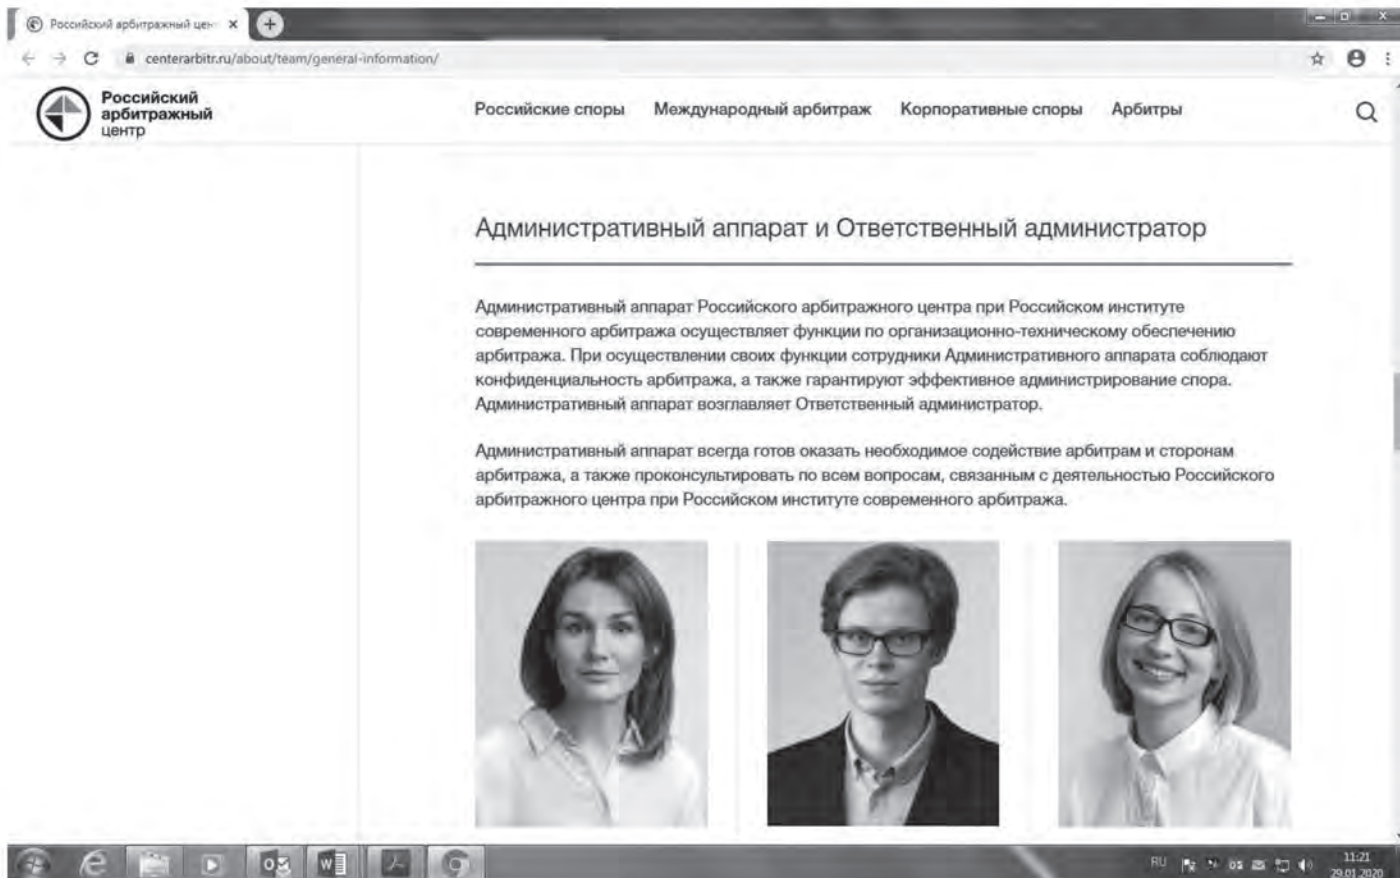 Российский арбитражный цен
centerarbitr.ru/about/team/general-information/
Российский
арбитражный
центр
Российские споры Международный арбитраж Корпоративные споры Арбитры
Административный аппарат и Ответственный администратор
Административный аппарат Российского арбитражного центра при Российском институте
современного арбитража осуществляет функции по организационно-техническому обеспечению
арбитража. При осуществлении своих функции сотрудники Административного аппарата соблюдают
конфиденциальность арбитража, а также гарантируют эффективное администрирование спора.
Административный аппарат возглавляет Ответственный администратор.
Административный аппарат всегда готов оказать необходимое содействие арбитрам и сторонам
арбитража, а также проконсультировать по всем вопросам, связанным с деятельностью Российского
арбитражного центра при Российском институте современного арбитража.
RU
11:21
29.01.2020